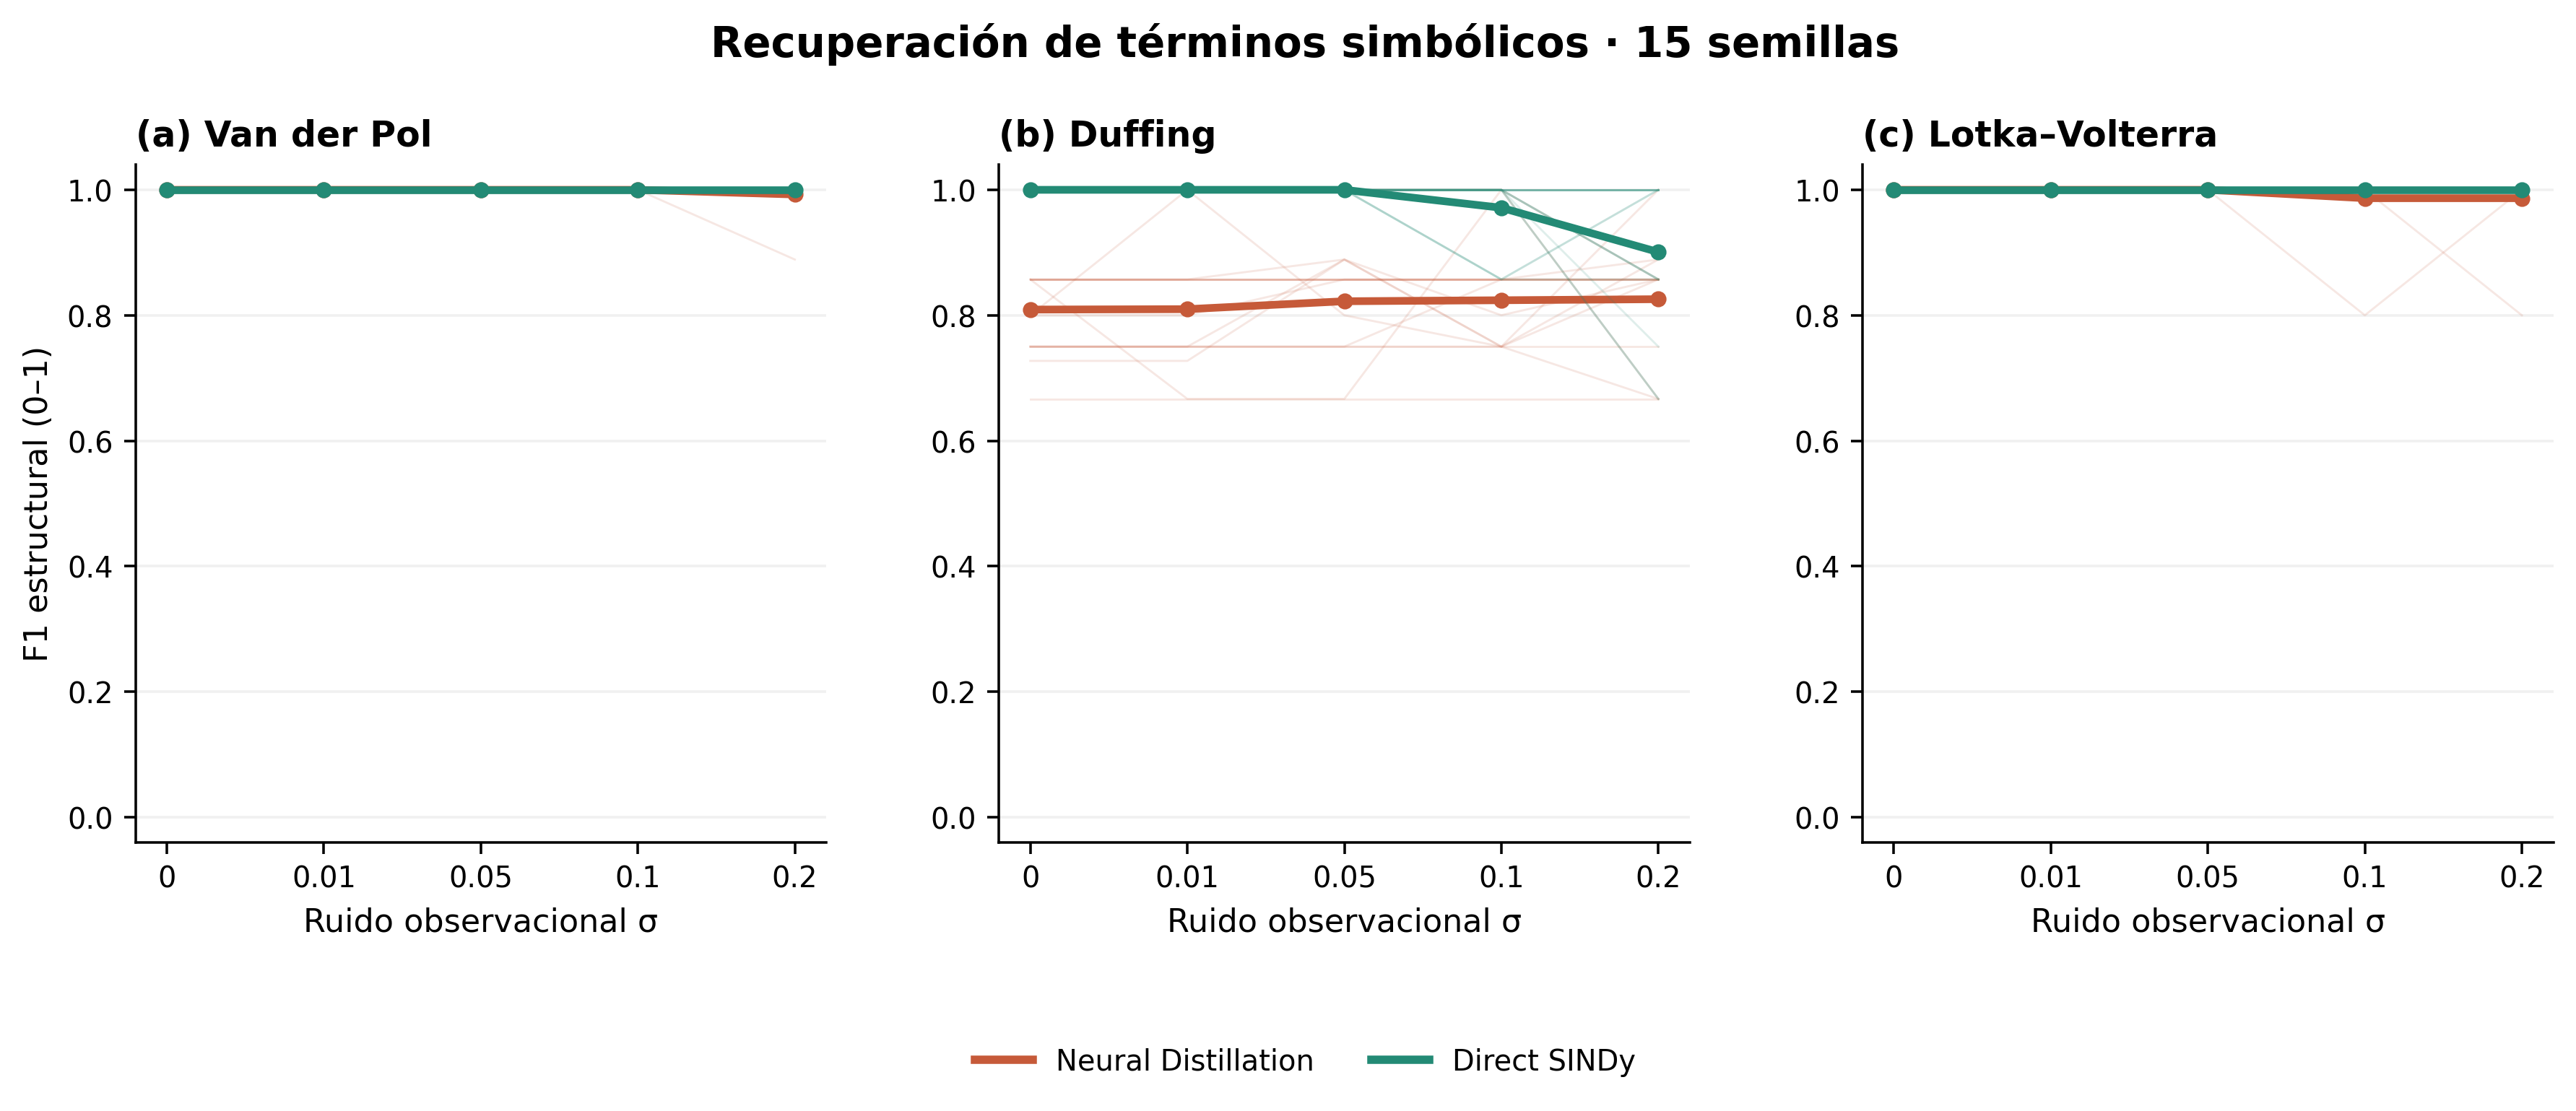 Recuperación de términos simbólicos · 15 semillas
(a) Van der Pol
F1 estructural (0–1)
1.0
0.8
0.6
0.4
0.2
0.0
0 0.01 0.05 0.1 0.2
Ruido observacional σ
(b) Duffing
1.0
0.8
0.6
0.4
0.2
0.0
0 0.01 0.05 0.1 0.2
Ruido observacional σ
(c) Lotka–Volterra
1.0
0.8
0.6
0.4
0.2
0.0
0 0.01 0.05 0.1 0.2
Ruido observacional σ
Neural Distillation Direct SINDy